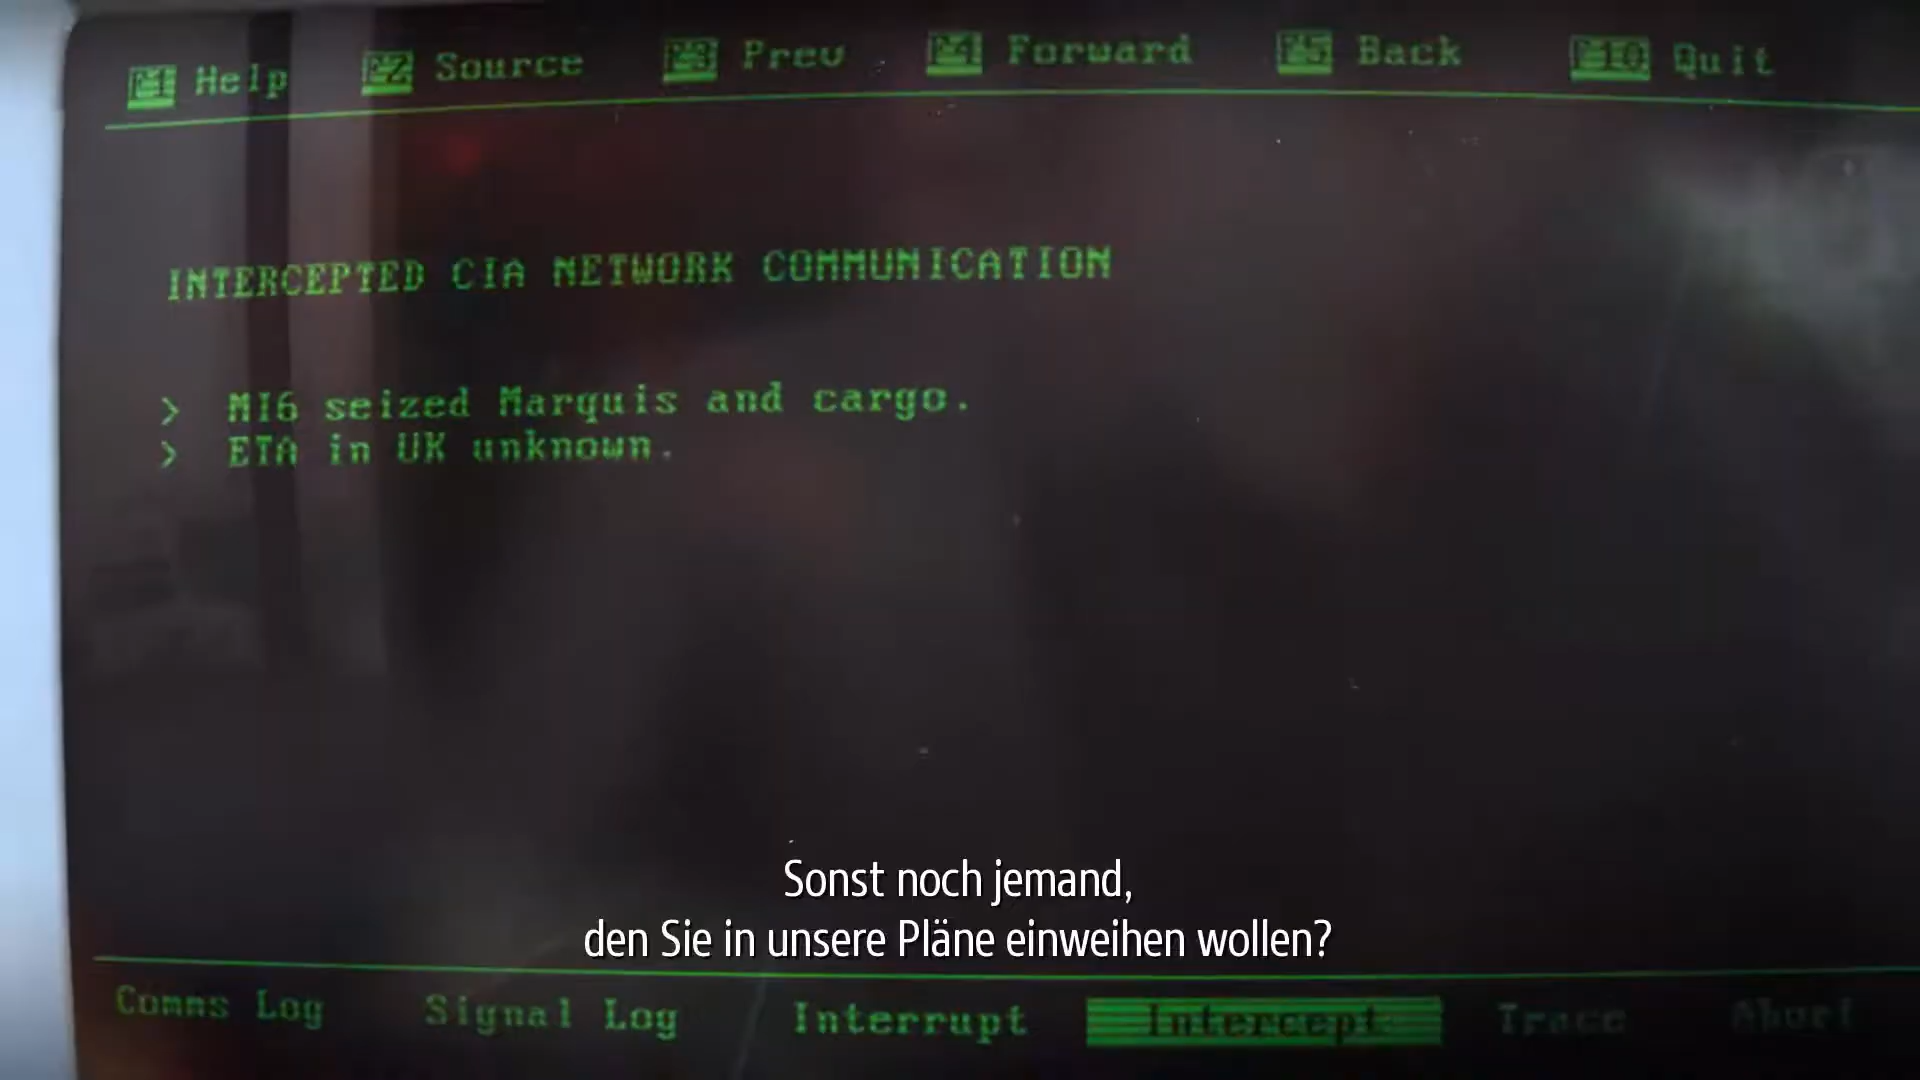 F1 Help F2 Source F3 Prev F4 Forward F5 Back F10 Quit
INTERCEPTED CIA NETWORK COMMUNICATION
> MI6 seized Marquis and cargo.
> ETA in UK unknown.
Sonst noch jemand,
den Sie in unsere Pläne einweihen wollen?
Comms Log Signal Log Interrupt Intercept Trace Abort